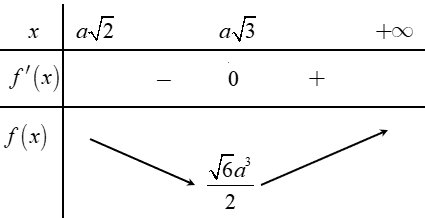 x a√2 a√3 +∞
f'(x) − 0 +
f(x)
√6a³
2